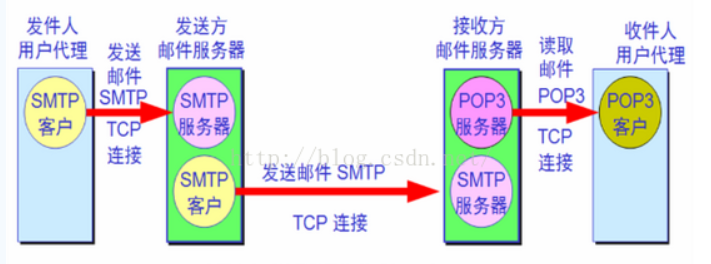 发件人
用户代理
发送
邮件
SMTP
TCP
连接
SMTP
客户
发送方
邮件服务器
SMTP
服务器
SMTP
客户
发送邮件 SMTP
TCP 连接
接收方
邮件服务器
POP3
服务器
SMTP
服务器
读取
邮件
POP3
TCP
连接
收件人
用户代理
POP3
客户
http://blog.csdn.net/